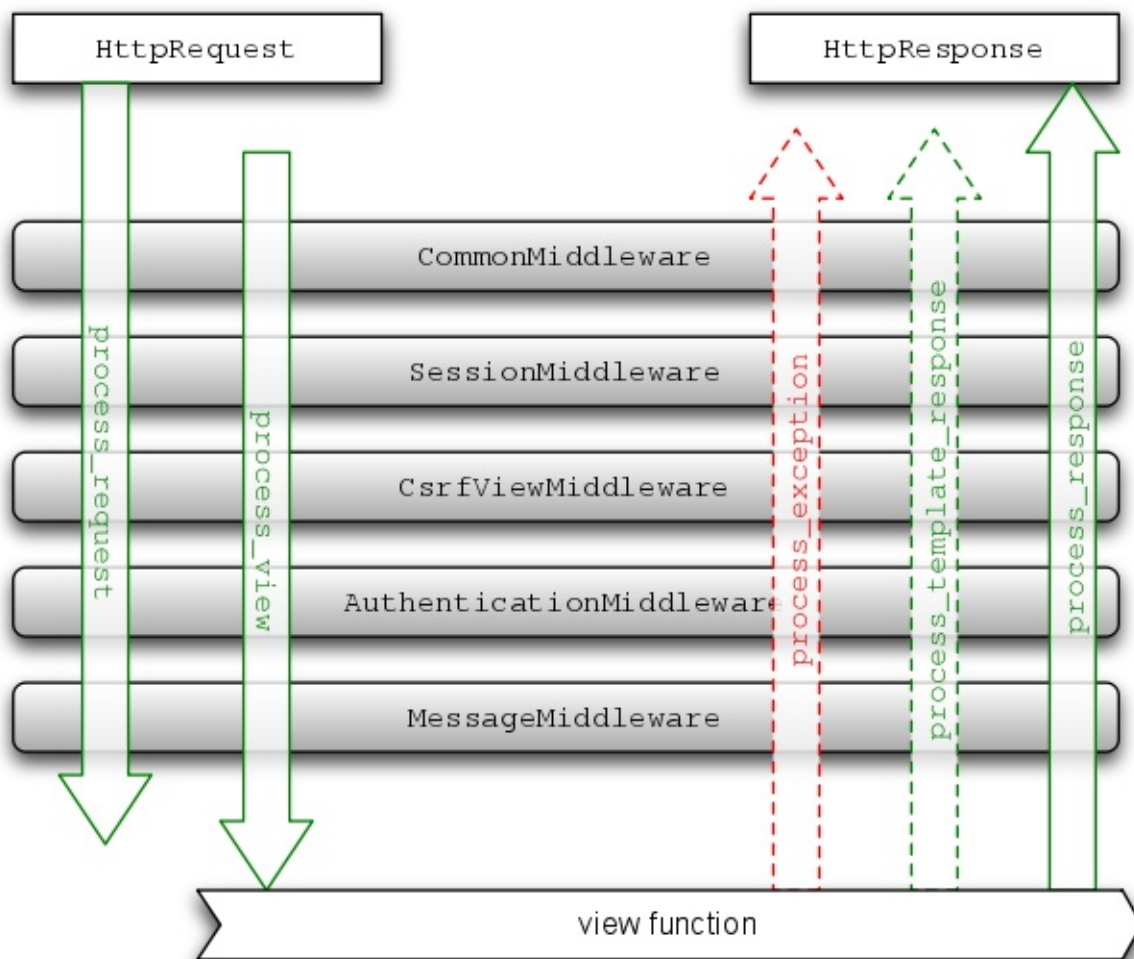 HttpRequest
HttpResponse
CommonMiddleware
SessionMiddleware
CsrfViewMiddleware
AuthenticationMiddleware
MessageMiddleware
process_request
process_view
process_exception
process_template_response
process_response
view function